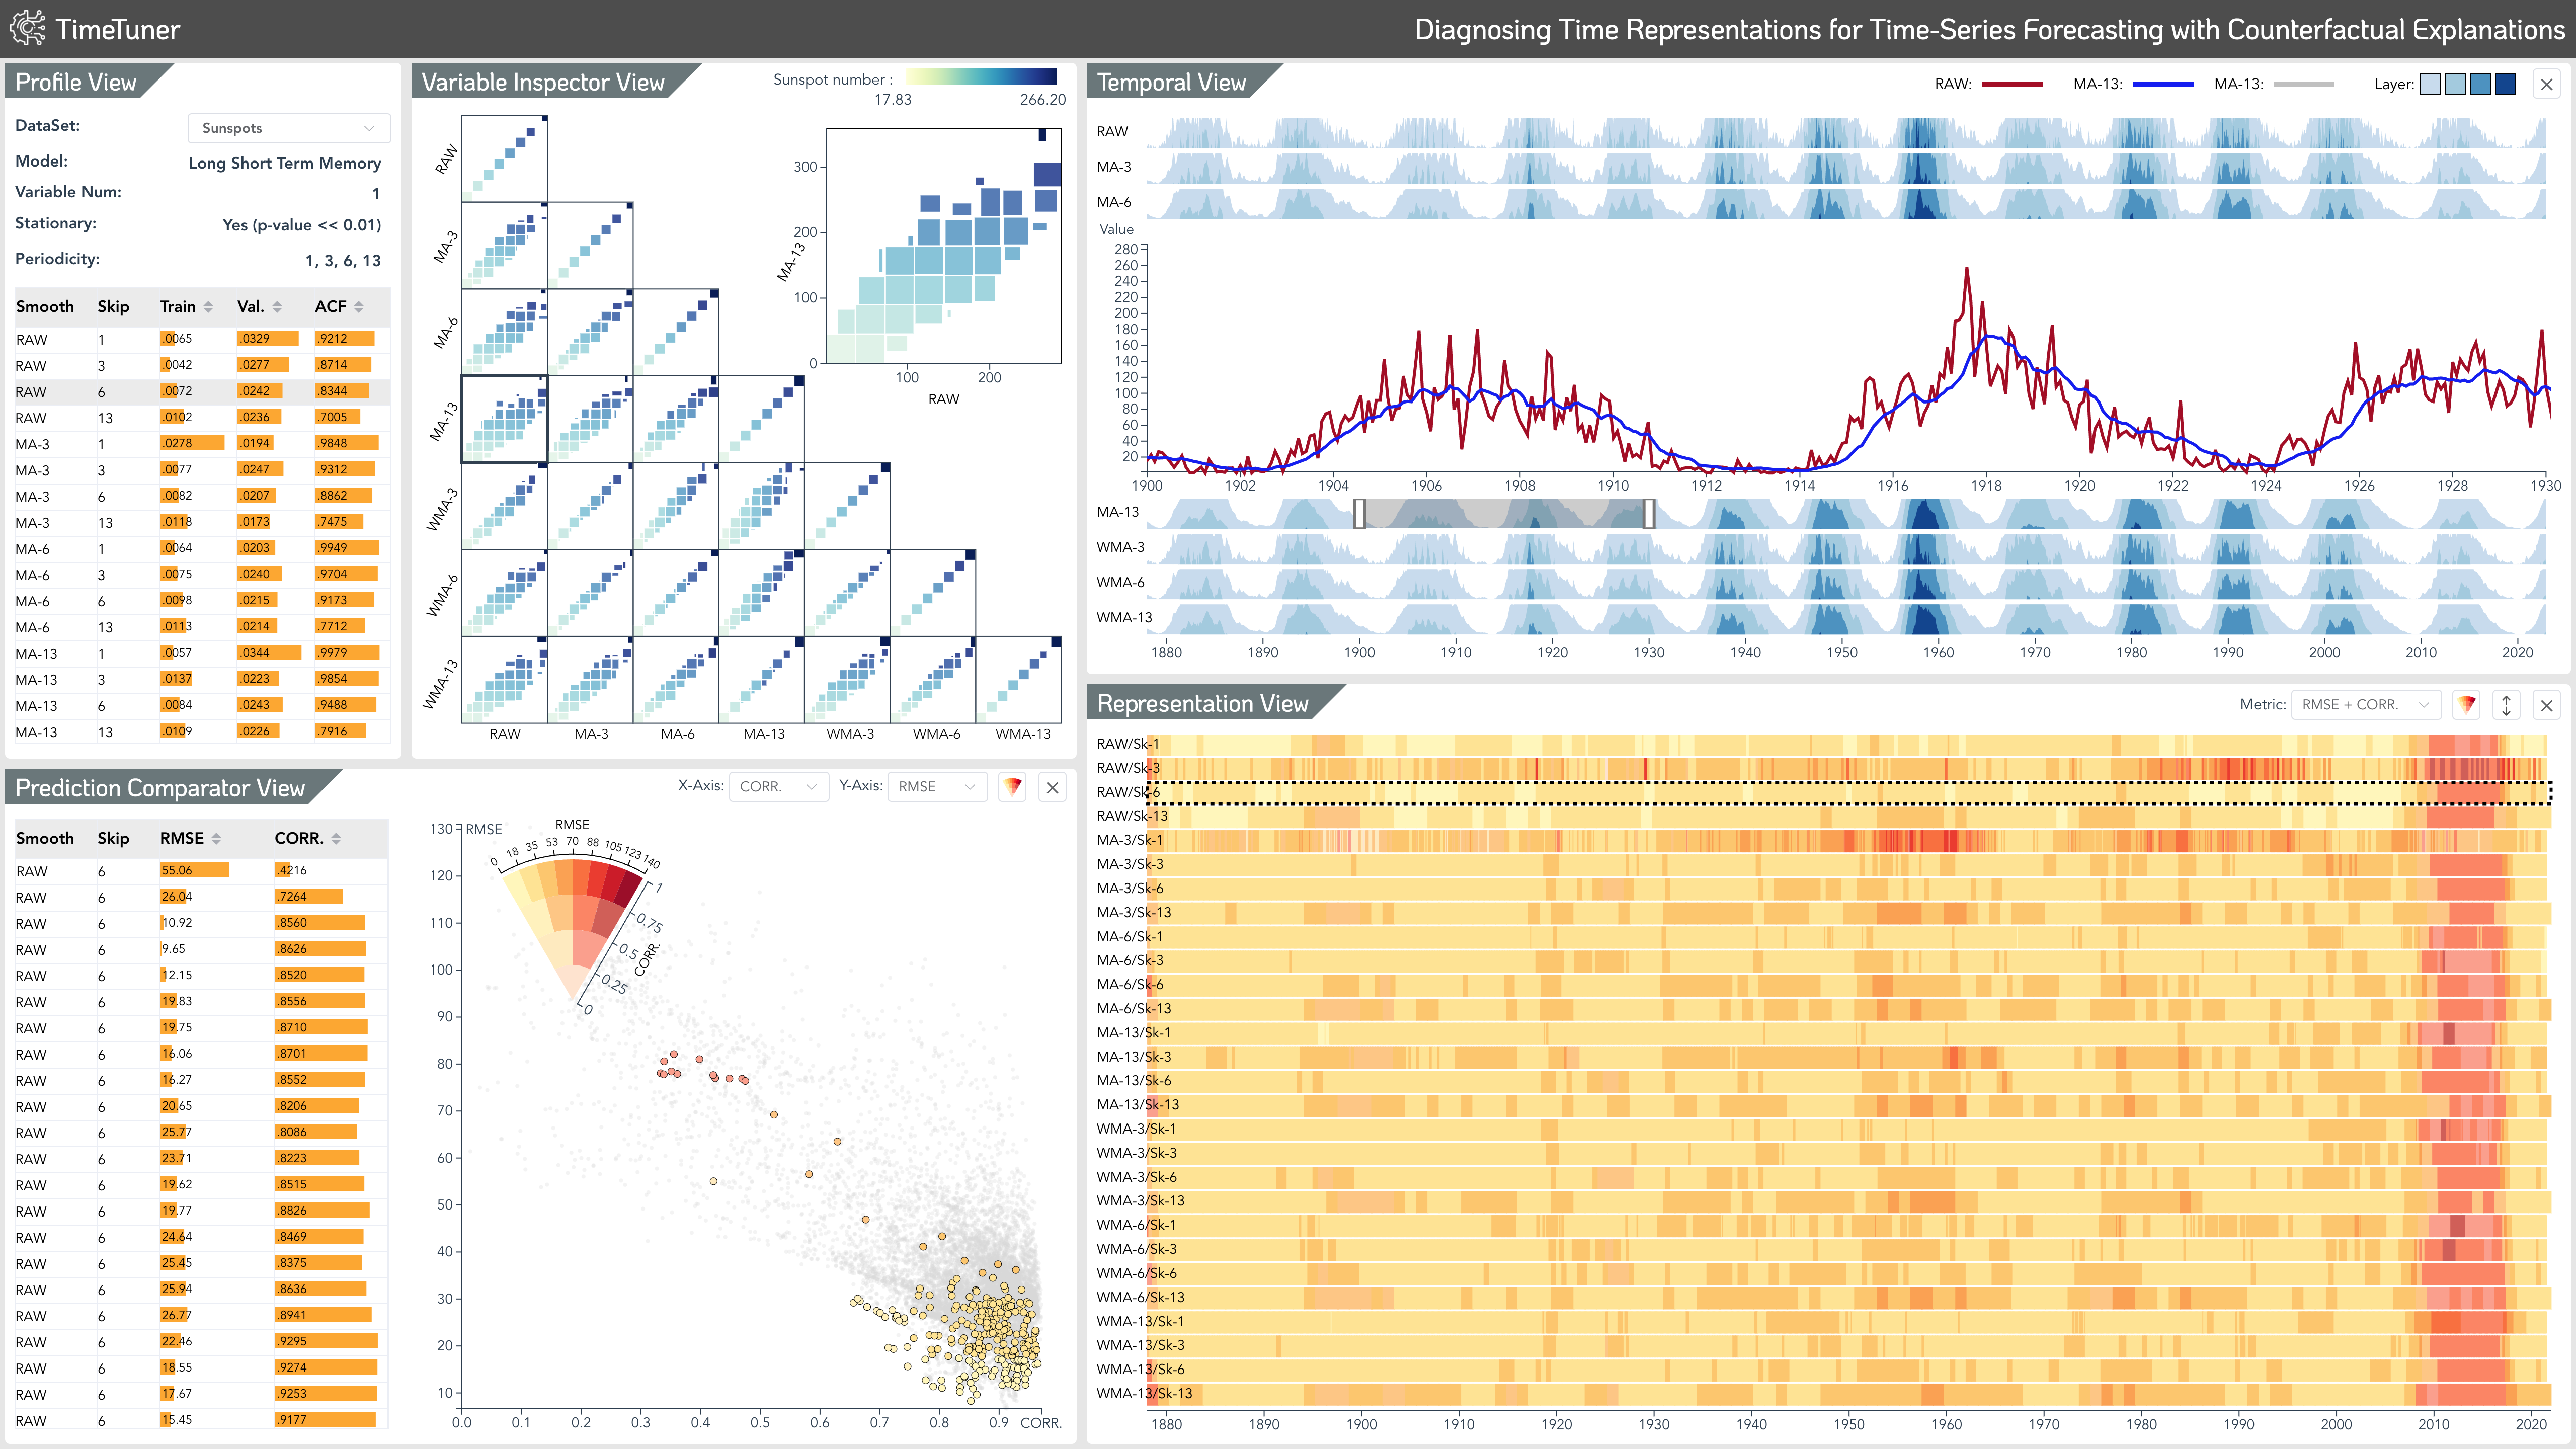 TimeTuner
Diagnosing Time Representations for Time-Series Forecasting with Counterfactual Explanations
Profile View
DataSet: Sunspots
Model: Long Short Term Memory
Variable Num: 1
Stationary: Yes (p-value << 0.01)
Periodicity: 1, 3, 6, 13
Smooth Skip Train Val. ACF
RAW 1 .0065 .0329 .9212
RAW 3 .0042 .0277 .8714
RAW 6 .0072 .0242 .8344
RAW 13 .0102 .0236 .7005
MA-3 1 .0278 .0194 .9848
MA-3 3 .0077 .0247 .9312
MA-3 6 .0082 .0207 .8862
MA-3 13 .0118 .0173 .7475
MA-6 1 .0064 .0203 .9949
MA-6 3 .0075 .0240 .9704
MA-6 6 .0098 .0215 .9173
MA-6 13 .0113 .0214 .7712
MA-13 1 .0057 .0344 .9979
MA-13 3 .0137 .0223 .9854
MA-13 6 .0084 .0243 .9488
MA-13 13 .0109 .0226 .7916
Variable Inspector View
Sunspot number :
17.83 266.20
RAW
MA-3
MA-6
MA-13
WMA-3
WMA-6
WMA-13
RAW MA-3 MA-6 MA-13 WMA-3 WMA-6 WMA-13
MA-13
300
200
100
0
100 200
RAW
Temporal View
RAW: MA-13: MA-13: Layer:
RAW
MA-3
MA-6
Value
280
260
240
220
200
180
160
140
120
100
80
60
40
20
1900 1902 1904 1906 1908 1910 1912 1914 1916 1918 1920 1922 1924 1926 1928 1930
MA-13
WMA-3
WMA-6
WMA-13
1880 1890 1900 1910 1920 1930 1940 1950 1960 1970 1980 1990 2000 2010 2020
Prediction Comparator View
X-Axis: CORR. Y-Axis: RMSE
Smooth Skip RMSE CORR.
RAW 6 55.06 .4216
RAW 6 26.04 .7264
RAW 6 10.92 .8560
RAW 6 9.65 .8626
RAW 6 12.15 .8520
RAW 6 19.83 .8556
RAW 6 19.75 .8710
RAW 6 16.06 .8701
RAW 6 16.27 .8552
RAW 6 20.65 .8206
RAW 6 25.77 .8086
RAW 6 23.71 .8223
RAW 6 19.62 .8515
RAW 6 19.77 .8826
RAW 6 24.64 .8469
RAW 6 25.45 .8375
RAW 6 25.94 .8636
RAW 6 26.77 .8941
RAW 6 22.46 .9295
RAW 6 18.55 .9274
RAW 6 17.67 .9253
RAW 6 15.45 .9177
RMSE
130
120
110
100
90
80
70
60
50
40
30
20
10
0.0 0.1 0.2 0.3 0.4 0.5 0.6 0.7 0.8 0.9 CORR.
RMSE
0 18 35 53 70 88 105 123 140
1
0.75
0.5
0.25
0
CORR.
Representation View
Metric: RMSE + CORR.
RAW/Sk-1
RAW/Sk-3
RAW/Sk-6
RAW/Sk-13
MA-3/Sk-1
MA-3/Sk-3
MA-3/Sk-6
MA-3/Sk-13
MA-6/Sk-1
MA-6/Sk-3
MA-6/Sk-6
MA-6/Sk-13
MA-13/Sk-1
MA-13/Sk-3
MA-13/Sk-6
MA-13/Sk-13
WMA-3/Sk-1
WMA-3/Sk-3
WMA-3/Sk-6
WMA-3/Sk-13
WMA-6/Sk-1
WMA-6/Sk-3
WMA-6/Sk-6
WMA-6/Sk-13
WMA-13/Sk-1
WMA-13/Sk-3
WMA-13/Sk-6
WMA-13/Sk-13
1880 1890 1900 1910 1920 1930 1940 1950 1960 1970 1980 1990 2000 2010 2020